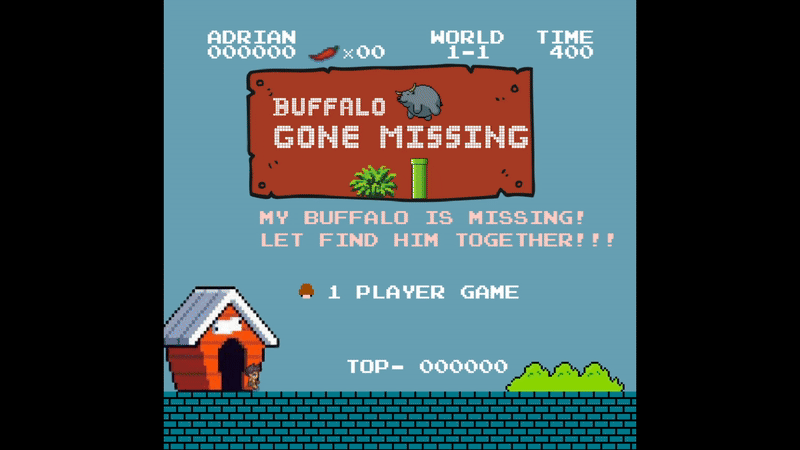 ADRIAN WORLD TIME
000000 ×00 1-1 400
BUFFALO
GONE MISSING
MY BUFFALO IS MISSING!
LET FIND HIM TOGETHER!!!
1 PLAYER GAME
TOP- 000000